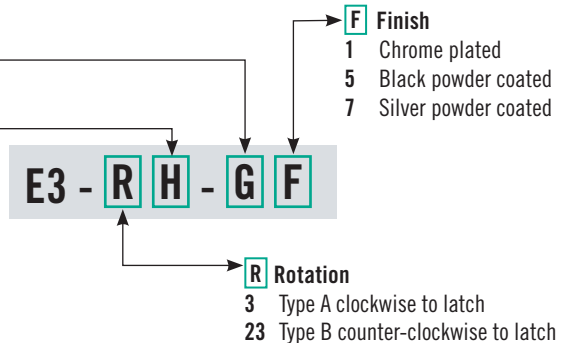 F Finish
1 Chrome plated
5 Black powder coated
7 Silver powder coated
E3 - R H - G F
R Rotation
3 Type A clockwise to latch
23 Type B counter-clockwise to latch